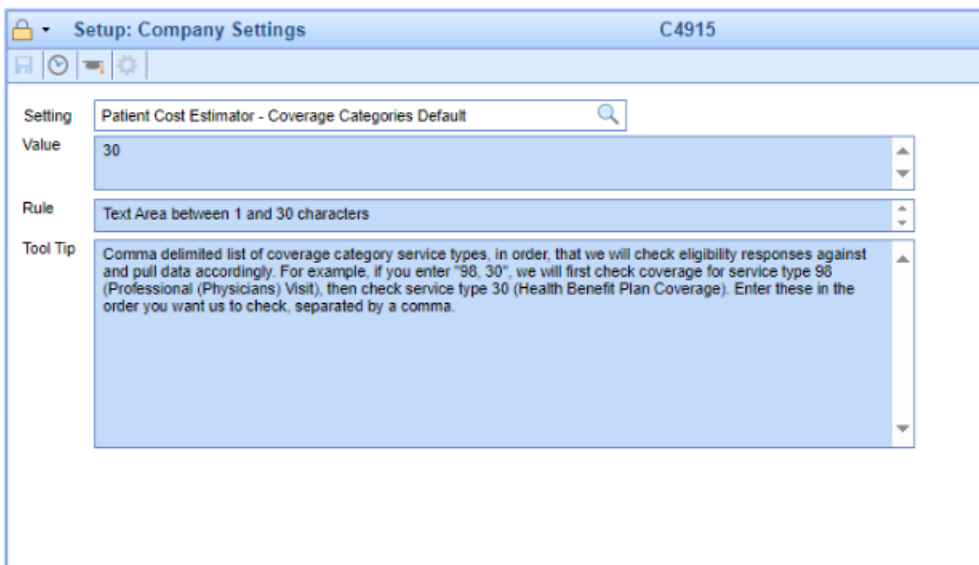 Setup: Company Settings C4915
Setting Patient Cost Estimator - Coverage Categories Default
Value 30
Rule Text Area between 1 and 30 characters
Tool Tip Comma delimited list of coverage category service types, in order, that we will check eligibility responses against
and pull data accordingly. For example, if you enter "98, 30", we will first check coverage for service type 98
(Professional (Physicians) Visit), then check service type 30 (Health Benefit Plan Coverage). Enter these in the
order you want us to check, separated by a comma.